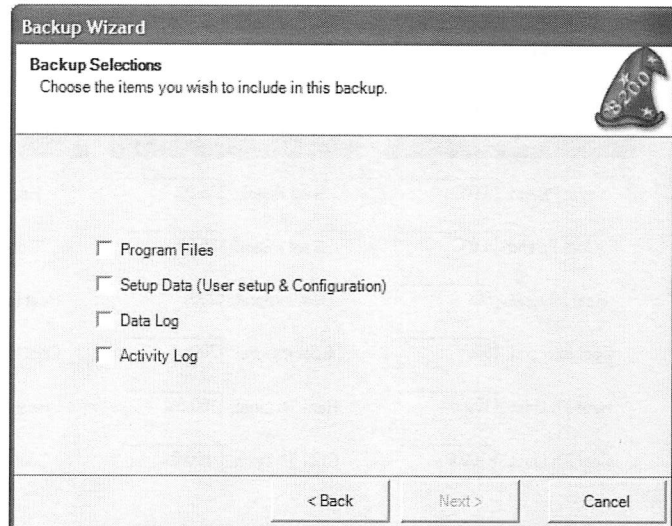 Backup Wizard
Backup Selections
Choose the items you wish to include in this backup.
8200
Program Files
Setup Data (User setup & Configuration)
Data Log
Activity Log
< Back
Next >
Cancel